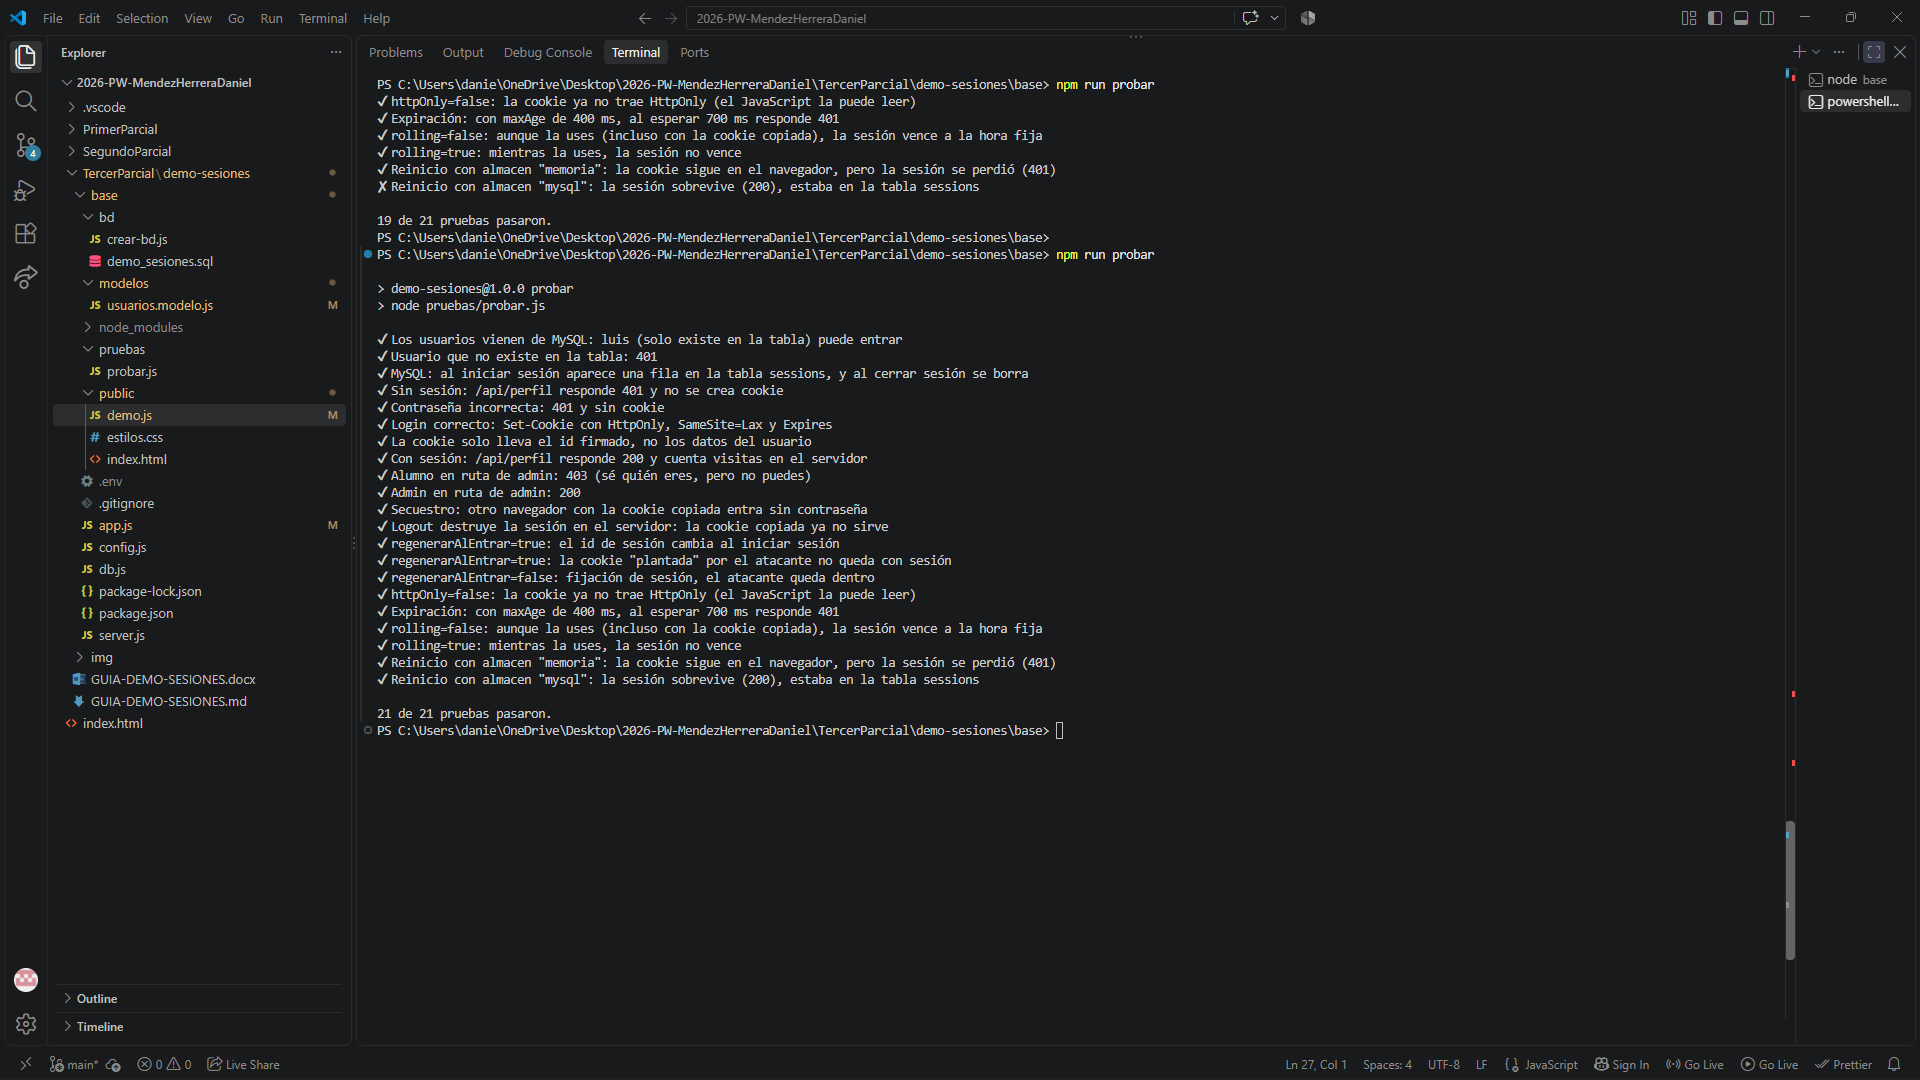 File Edit Selection View Go Run Terminal Help
2026-PW-MendezHerreraDaniel
Explorer
2026-PW-MendezHerreraDaniel
.vscode
PrimerParcial
SegundoParcial
TercerParcial\demo-sesiones
base
bd
JS crear-bd.js
demo_sesiones.sql
modelos
JS usuarios.modelo.js M
node_modules
pruebas
JS probar.js
public
JS demo.js M
# estilos.css
<> index.html
.env
.gitignore
JS app.js M
JS config.js
JS db.js
{} package-lock.json
{} package.json
JS server.js
img
GUIA-DEMO-SESIONES.docx
GUIA-DEMO-SESIONES.md
<> index.html
Outline
Timeline
4
Problems Output Debug Console Terminal Ports
PS C:\Users\danie\OneDrive\Desktop\2026-PW-MendezHerreraDaniel\TercerParcial\demo-sesiones\base> npm run probar
✓ httpOnly=false: la cookie ya no trae HttpOnly (el JavaScript la puede leer)
✓ Expiración: con maxAge de 400 ms, al esperar 700 ms responde 401
✓ rolling=false: aunque la uses (incluso con la cookie copiada), la sesión vence a la hora fija
✓ rolling=true: mientras la uses, la sesión no vence
✓ Reinicio con almacen "memoria": la cookie sigue en el navegador, pero la sesión se perdió (401)
✗ Reinicio con almacen "mysql": la sesión sobrevive (200), estaba en la tabla sessions
19 de 21 pruebas pasaron.
PS C:\Users\danie\OneDrive\Desktop\2026-PW-MendezHerreraDaniel\TercerParcial\demo-sesiones\base>
PS C:\Users\danie\OneDrive\Desktop\2026-PW-MendezHerreraDaniel\TercerParcial\demo-sesiones\base> npm run probar
> demo-sesiones@1.0.0 probar
> node pruebas/probar.js
✓ Los usuarios vienen de MySQL: luis (solo existe en la tabla) puede entrar
✓ Usuario que no existe en la tabla: 401
✓ MySQL: al iniciar sesión aparece una fila en la tabla sessions, y al cerrar sesión se borra
✓ Sin sesión: /api/perfil responde 401 y no se crea cookie
✓ Contraseña incorrecta: 401 y sin cookie
✓ Login correcto: Set-Cookie con HttpOnly, SameSite=Lax y Expires
✓ La cookie solo lleva el id firmado, no los datos del usuario
✓ Con sesión: /api/perfil responde 200 y cuenta visitas en el servidor
✓ Alumno en ruta de admin: 403 (sé quién eres, pero no puedes)
✓ Admin en ruta de admin: 200
✓ Secuestro: otro navegador con la cookie copiada entra sin contraseña
✓ Logout destruye la sesión en el servidor: la cookie copiada ya no sirve
✓ regenerarAlEntrar=true: el id de sesión cambia al iniciar sesión
✓ regenerarAlEntrar=true: la cookie "plantada" por el atacante no queda con sesión
✓ regenerarAlEntrar=false: fijación de sesión, el atacante queda dentro
✓ httpOnly=false: la cookie ya no trae HttpOnly (el JavaScript la puede leer)
✓ Expiración: con maxAge de 400 ms, al esperar 700 ms responde 401
✓ rolling=false: aunque la uses (incluso con la cookie copiada), la sesión vence a la hora fija
✓ rolling=true: mientras la uses, la sesión no vence
✓ Reinicio con almacen "memoria": la cookie sigue en el navegador, pero la sesión se perdió (401)
✓ Reinicio con almacen "mysql": la sesión sobrevive (200), estaba en la tabla sessions
21 de 21 pruebas pasaron.
PS C:\Users\danie\OneDrive\Desktop\2026-PW-MendezHerreraDaniel\TercerParcial\demo-sesiones\base>
node base
powershell...
main* 0 0 Live Share
Ln 27, Col 1 Spaces: 4 UTF-8 LF {} JavaScript Sign In Go Live Go Live Prettier